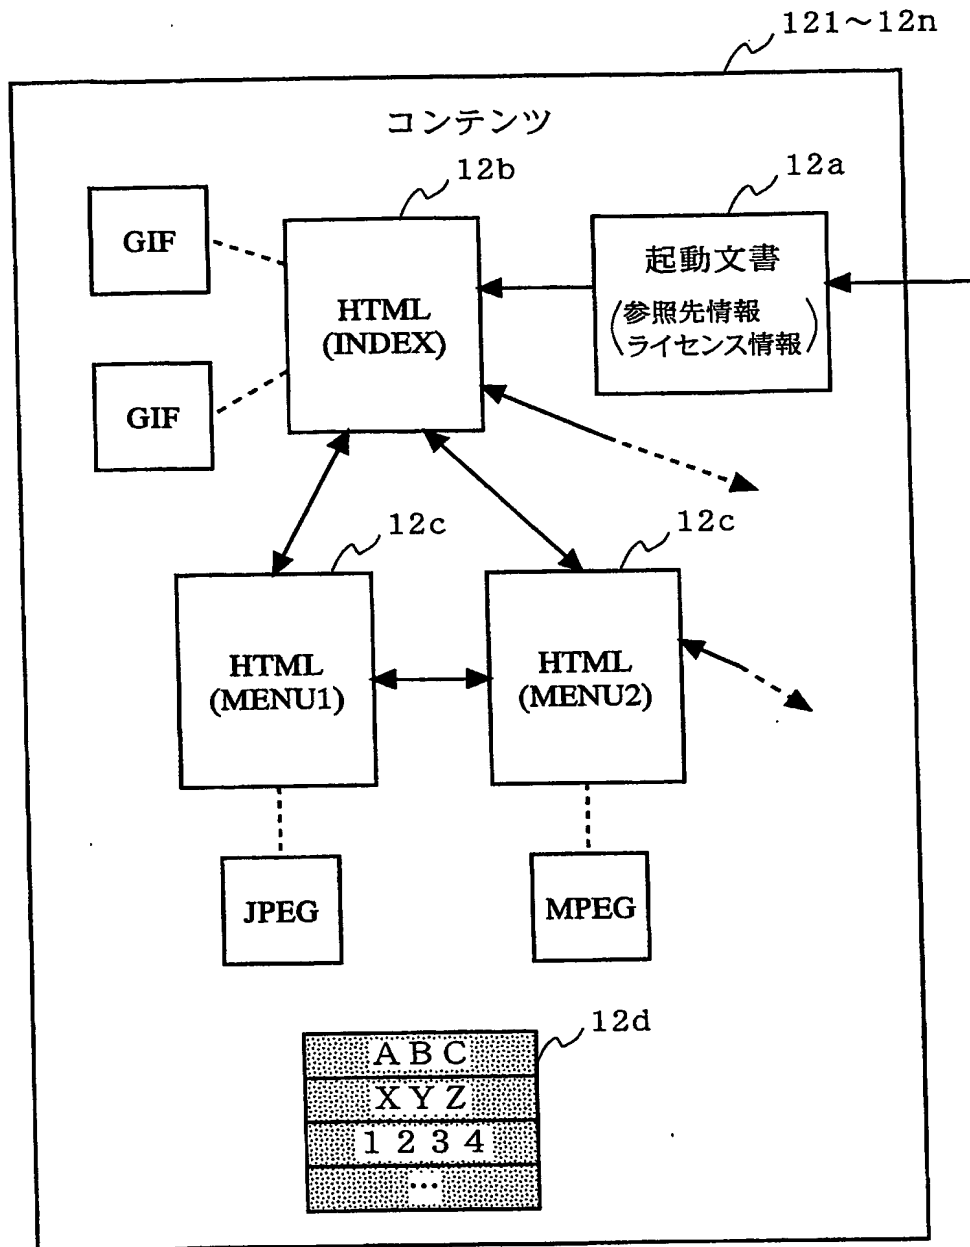 121～12n
コンテンツ
12b
12a
GIF
起動文書
HTML
(INDEX)
(参照先情報
ライセンス情報)
GIF
12c
12c
HTML
(MENU1)
HTML
(MENU2)
JPEG
MPEG
12d
ABC
XYZ
1234
…